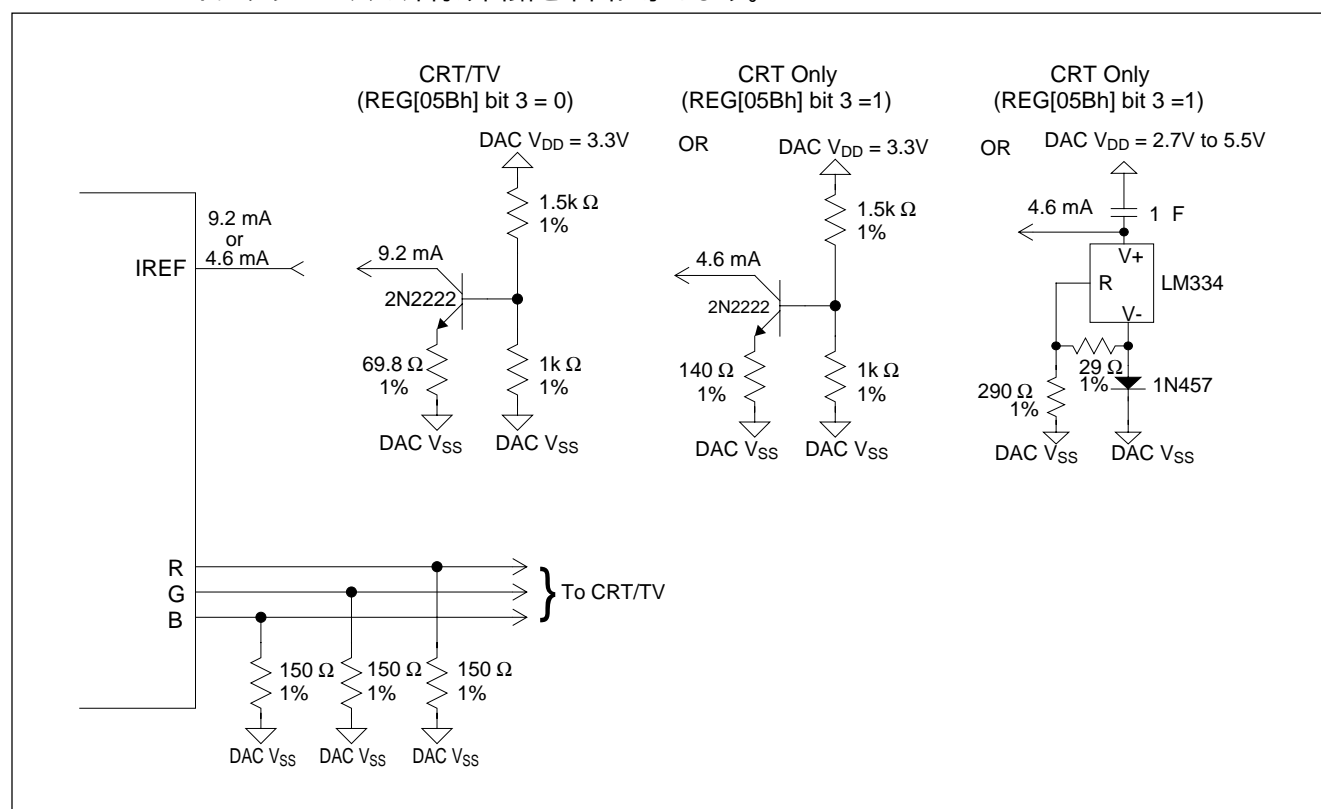 CRT/TV
(REG[05Bh] bit 3 = 0)
CRT Only
(REG[05Bh] bit 3 =1)
CRT Only
(REG[05Bh] bit 3 =1)
DAC VDD = 3.3V
OR
DAC VDD = 3.3V
OR
DAC VDD = 2.7V to 5.5V
1.5k Ω
1%
1.5k Ω
1%
4.6 mA
1 F
9.2 mA
or
4.6 mA
IREF
9.2 mA
2N2222
4.6 mA
2N2222
V+
R
LM334
V-
69.8 Ω
1%
1k Ω
1%
140 Ω
1%
1k Ω
1%
290 Ω
1%
29 Ω
1%
1N457
DAC VSS
DAC VSS
DAC VSS
DAC VSS
DAC VSS
DAC VSS
R
G
B
} To CRT/TV
150 Ω
1%
150 Ω
1%
150 Ω
1%
DAC VSS
DAC VSS
DAC VSS